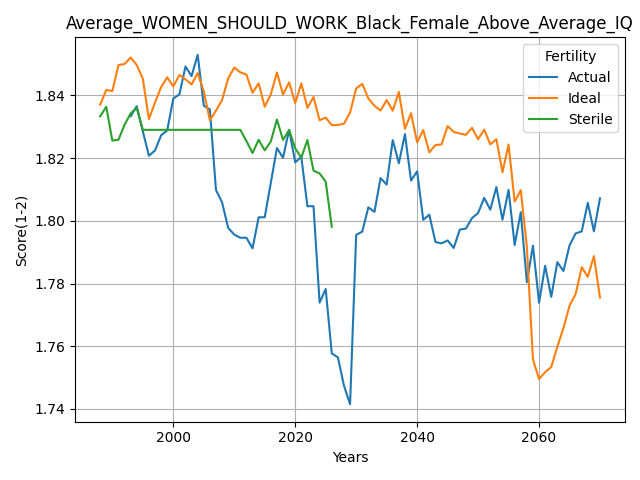 Average_WOMEN_SHOULD_WORK_Black_Female_Above_Average_IQ
Fertility
Actual
Ideal
Sterile
Score(1-2)
1.84
1.82
1.80
1.78
1.76
1.74
2000 2020 2040 2060
Years